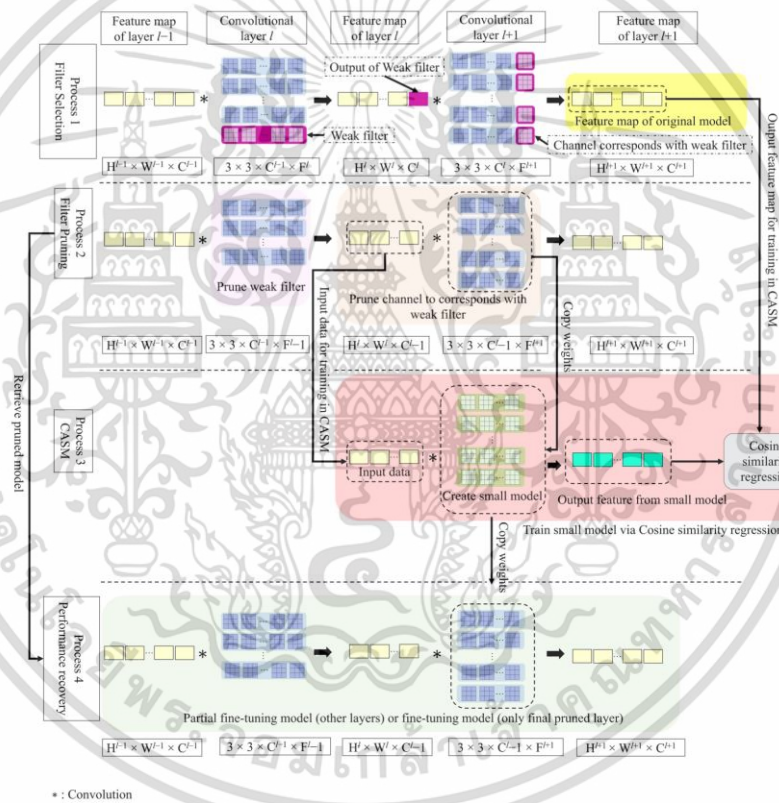 Feature map of layer l−1
Convolutional layer l
Feature map of layer l
Convolutional layer l+1
Feature map of layer l+1
Process 1
Filter Selection
Output of Weak filter
Weak filter
Feature map of original model
Channel corresponds with weak filter
Output feature map for training in CASM
Hˡ⁻¹ × Wˡ⁻¹ × Cˡ⁻¹
3 × 3 × Cˡ⁻¹ × Fˡ
Hˡ × Wˡ × Cˡ
3 × 3 × Cˡ × Fˡ⁺¹
Hˡ⁺¹ × Wˡ⁺¹ × Cˡ⁺¹
Process 2
Filter Pruning
Prune weak filter
Prune channel to corresponds with
weak filter
Input data for training in CASM
Copy weights
Hˡ⁻¹ × Wˡ⁻¹ × Cˡ⁻¹
3 × 3 × Cˡ⁻¹ × Fˡ−1
Hˡ × Wˡ × Cˡ−1
3 × 3 × Cˡ−1 × Fˡ⁺¹
Hˡ⁺¹ × Wˡ⁺¹ × Cˡ⁺¹
Retrieve pruned model
Process 3
CASM
Input data
Create small model
Output feature from small model
Cosin
similar
regressi
Train small model via Cosine similarity regression
Copy weights
Process 4
Performance recovery
Partial fine-tuning model (other layers) or fine-tuning model (only final pruned layer)
Hˡ⁻¹ × Wˡ⁻¹ × Cˡ⁻¹
3 × 3 × Cˡ⁻¹ × Fˡ−1
Hˡ × Wˡ × Cˡ−1
3 × 3 × Cˡ−1 × Fˡ⁺¹
Hˡ⁺¹ × Wˡ⁺¹ × Cˡ⁺¹
* : Convolution